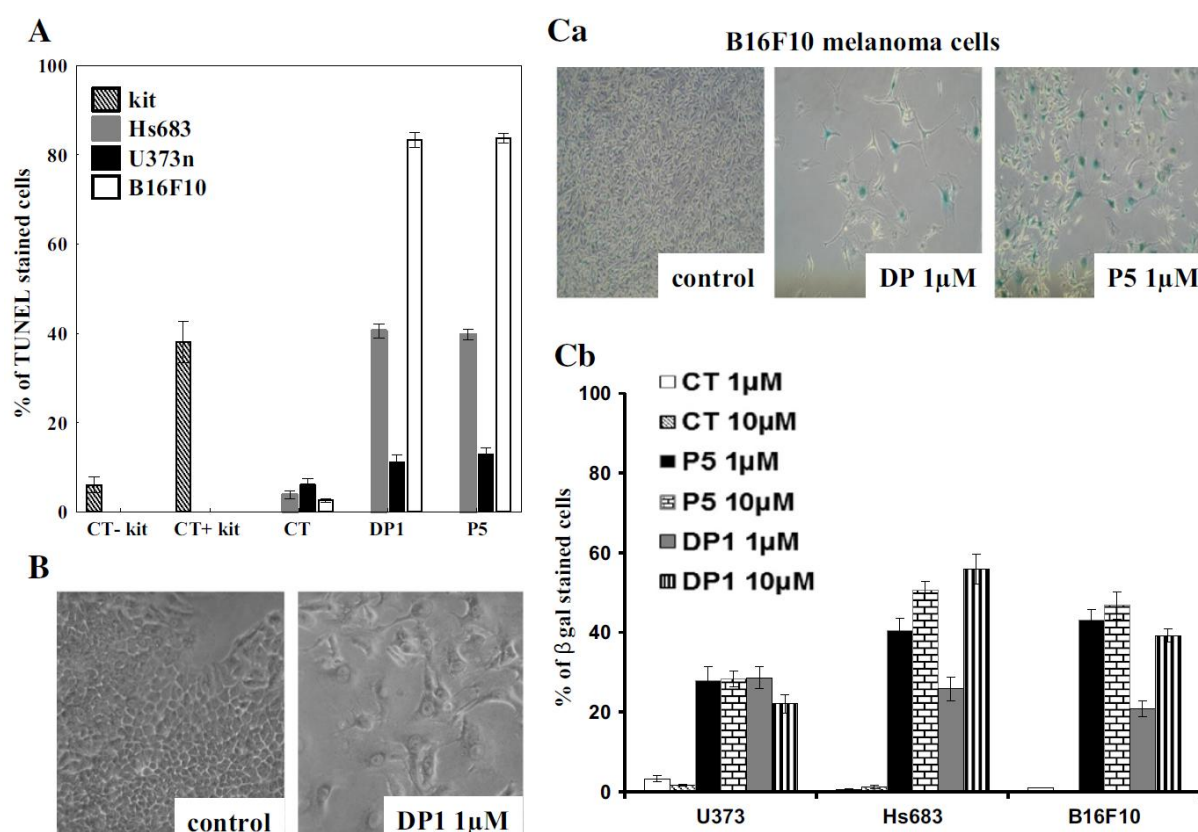 A
% of TUNEL stained cells
100
80
60
40
20
0
kit
Hs683
U373n
B16F10
CT- kit
CT+ kit
CT
DP1
P5
B
control
DP1 1µM
Ca
B16F10 melanoma cells
control
DP 1µM
P5 1µM
Cb
% of β gal stained cells
100
80
60
40
20
0
CT 1µM
CT 10µM
P5 1µM
P5 10µM
DP1 1µM
DP1 10µM
U373
Hs683
B16F10